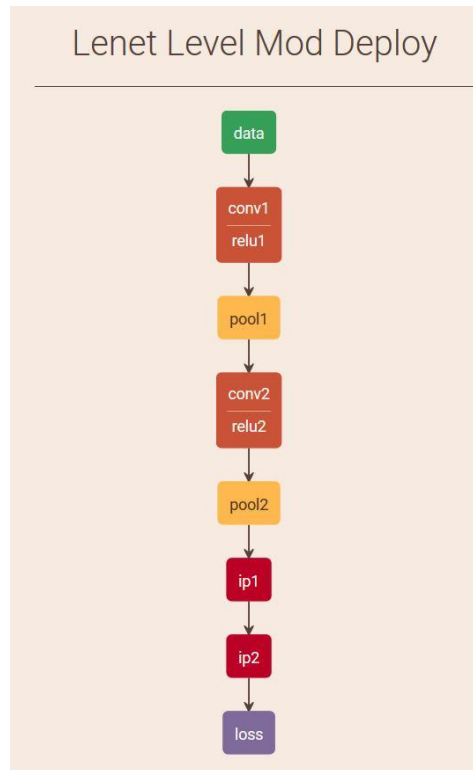 Lenet Level Mod Deploy
data
conv1
relu1
pool1
conv2
relu2
pool2
ip1
ip2
loss